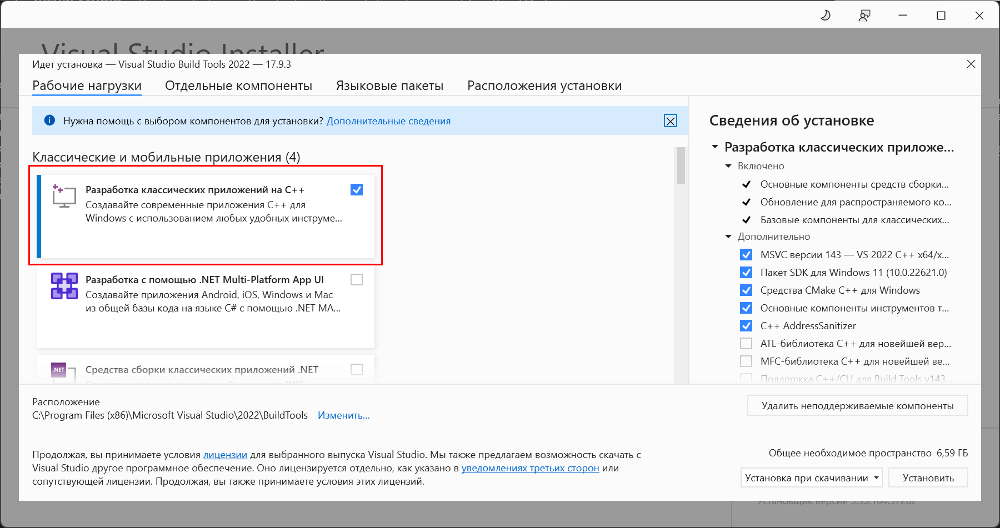 Visual Studio Installer
Идет установка — Visual Studio Build Tools 2022 — 17.9.3
Рабочие нагрузки
Отдельные компоненты
Языковые пакеты
Расположения установки
Нужна помощь с выбором компонентов для установки? Дополнительные сведения
Классические и мобильные приложения (4)
Разработка классических приложений на C++
Создавайте современные приложения C++ для
Windows с использованием любых удобных инструме...
Разработка с помощью .NET Multi-Platform App UI
Создавайте приложения Android, iOS, Windows и Mac
из общей базы кода на языке C# с помощью .NET MA...
.NET
Средства сборки классических приложений .NET
Сведения об установке
Разработка классических приложе...
Включено
Основные компоненты средств сборки...
Обновление для распространяемого ко...
Базовые компоненты для классических...
Дополнительно
MSVC версии 143 — VS 2022 C++ x64/x...
Пакет SDK для Windows 11 (10.0.22621.0)
Средства CMake C++ для Windows
Основные компоненты инструментов т...
C++ AddressSanitizer
ATL-библиотека C++ для новейшей вер...
MFC-библиотека C++ для новейшей ве...
Поддержка C++/CLI для Build Tools v143...
Расположение
C:\Program Files (x86)\Microsoft Visual Studio\2022\BuildTools Изменить...
Удалить неподдерживаемые компоненты
Продолжая, вы принимаете условия лицензии для выбранного выпуска Visual Studio. Мы также предлагаем возможность скачать с
Visual Studio другое программное обеспечение. Оно лицензируется отдельно, как указано в уведомлениях третьих сторон или
сопутствующей лицензии. Продолжая, вы также принимаете условия этих лицензий.
Общее необходимое пространство 6,59 ГБ
Установка при скачивании
Установить
Установщик версии